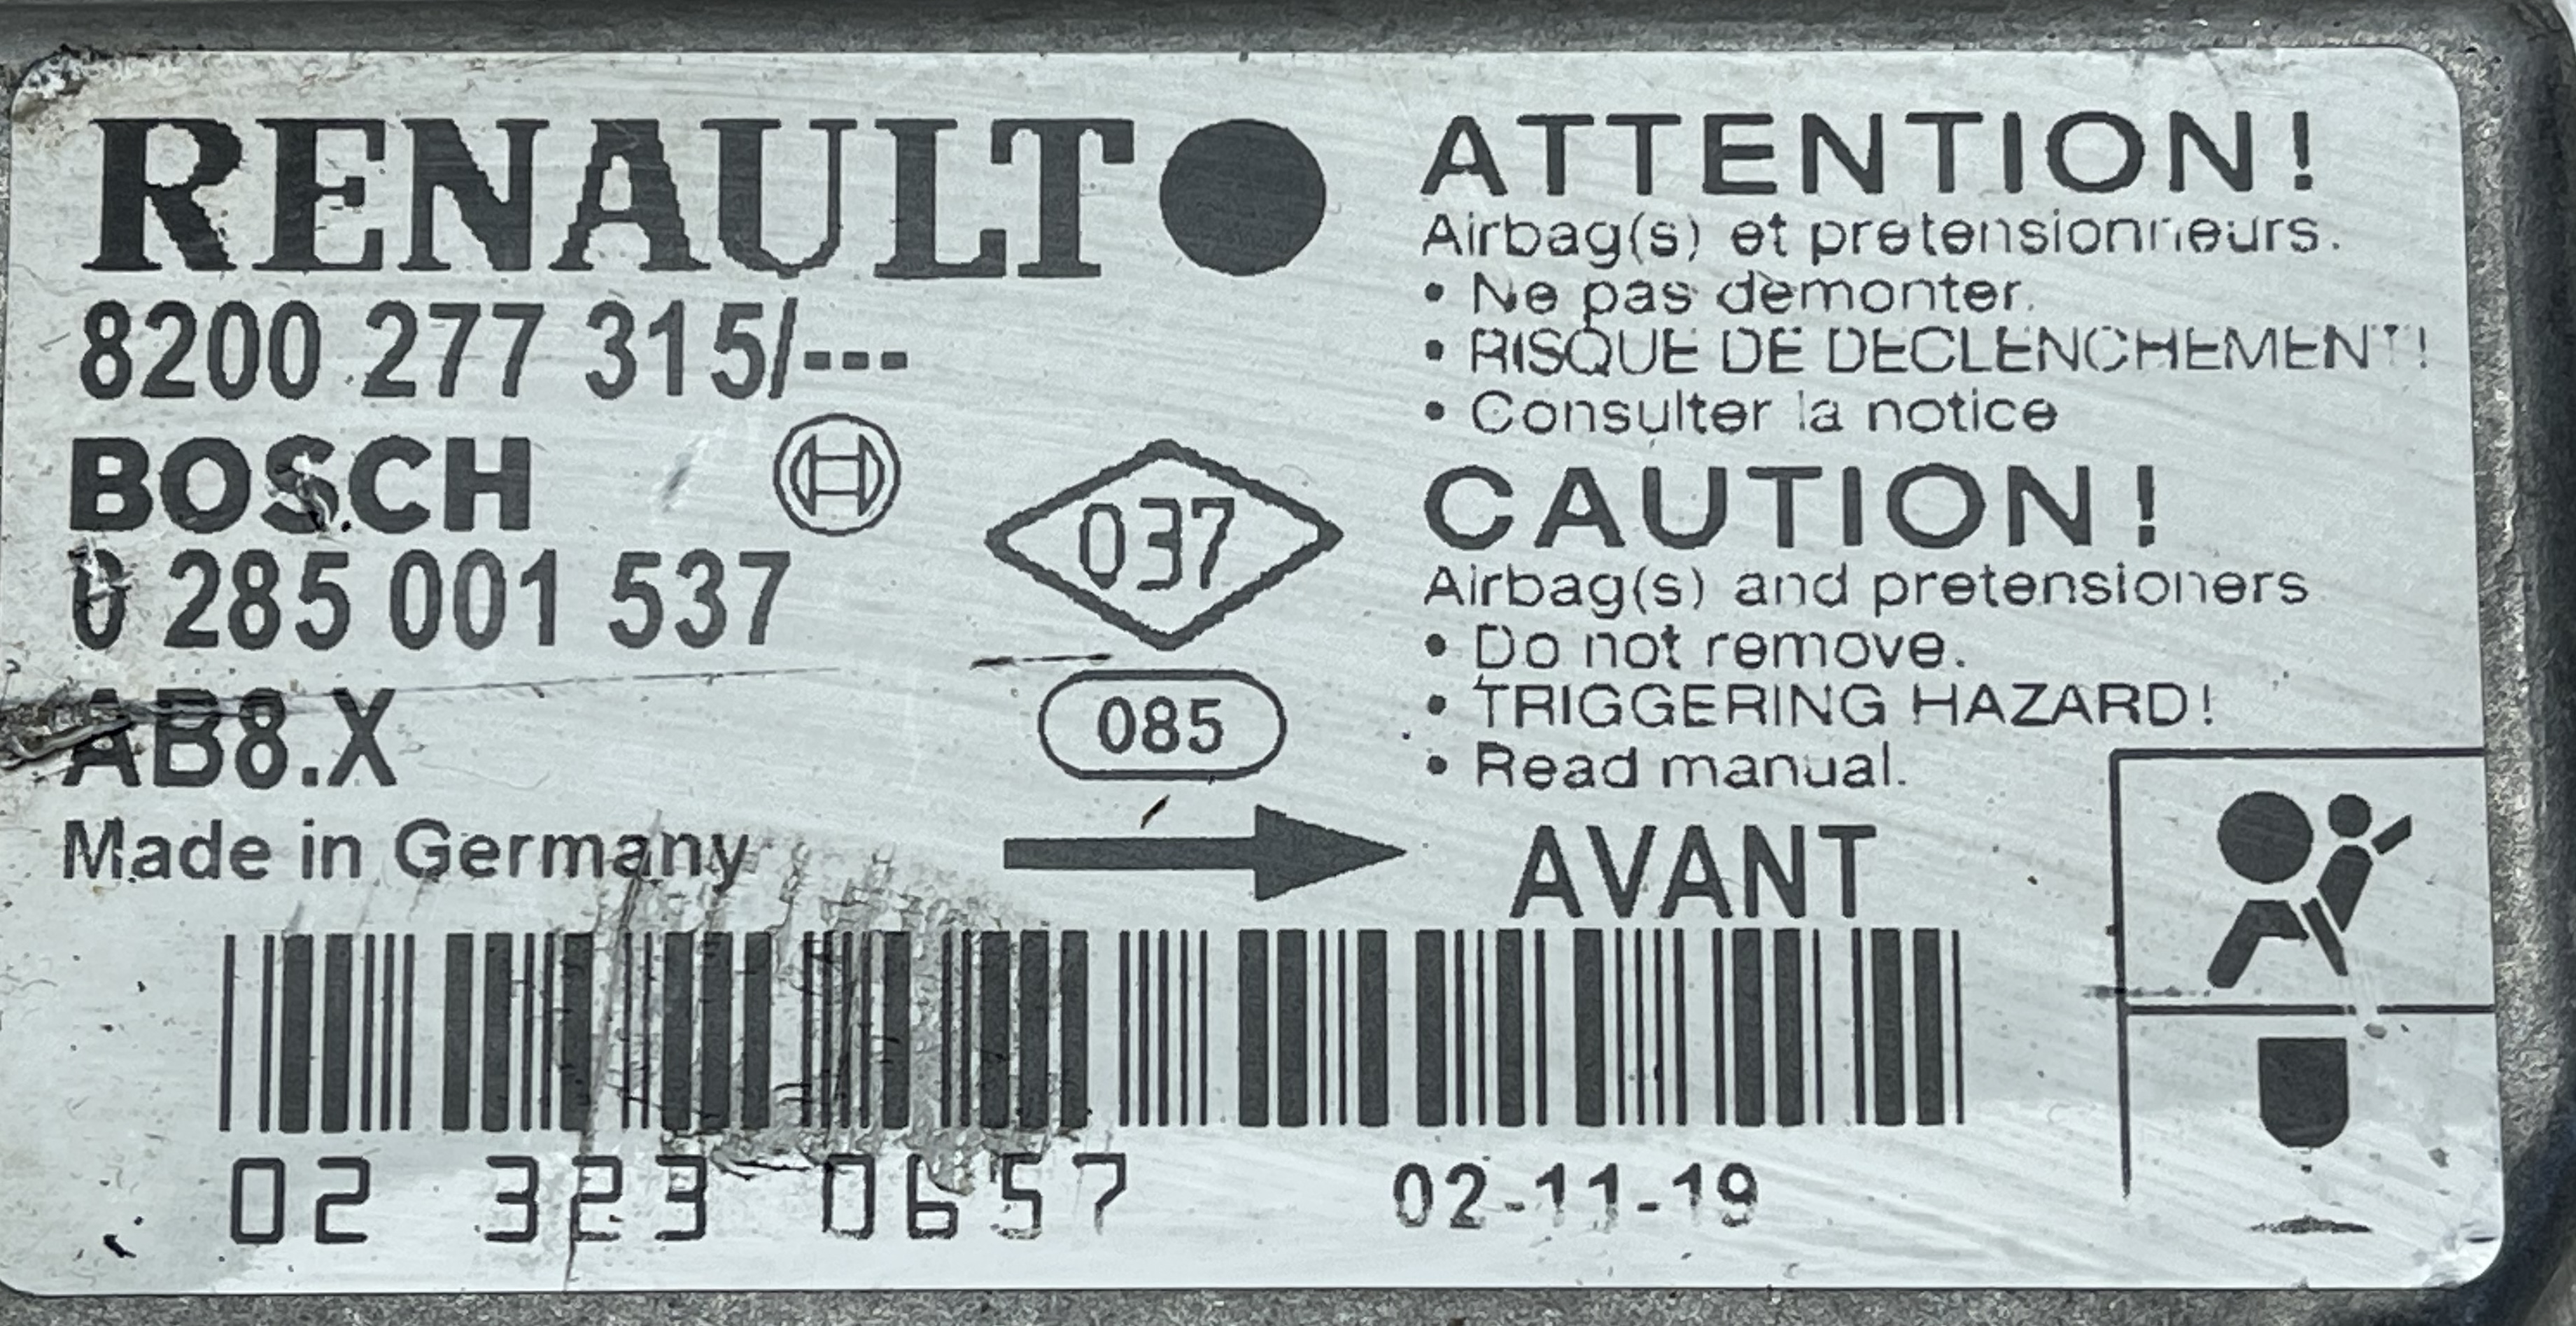 RENAULT
8200 277 315/---
BOSCH
0 285 001 537
AB8.X
Made in Germany
037
085
ATTENTION!
Airbag(s) et pretensionneurs.
• Ne pas demonter.
• RISQUE DE DECLENCHEMENT!
• Consulter la notice
CAUTION!
Airbag(s) and pretensioners
• Do not remove.
• TRIGGERING HAZARD!
• Read manual.
AVANT
02 323 0657
02-11-19